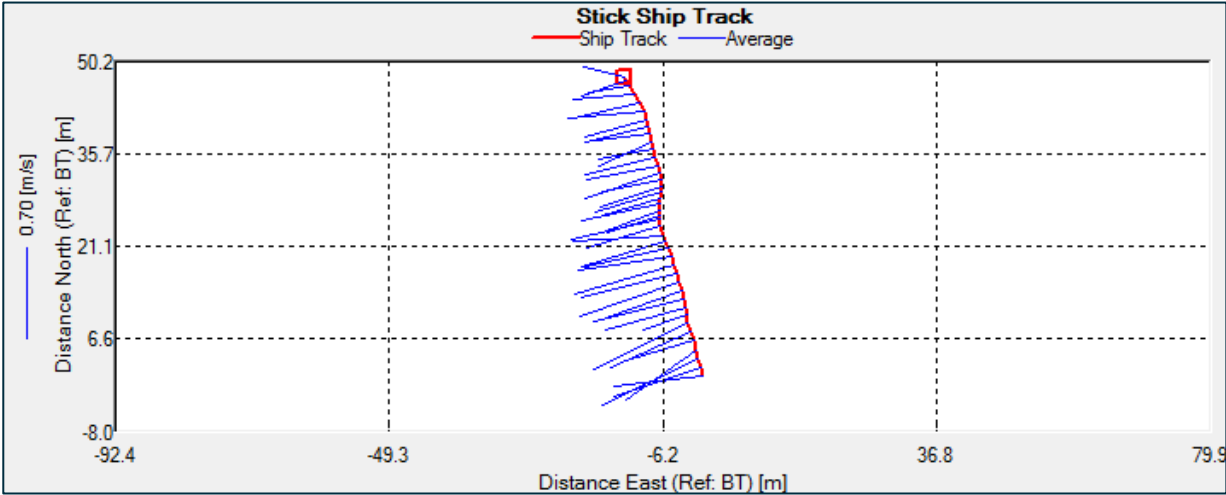 Stick Ship Track
Ship Track Average
50.2
35.7
21.1
6.6
-8.0
0.70 [m/s]
Distance North (Ref: BT) [m]
-92.4 -49.3 -6.2 36.8 79.9
Distance East (Ref: BT) [m]